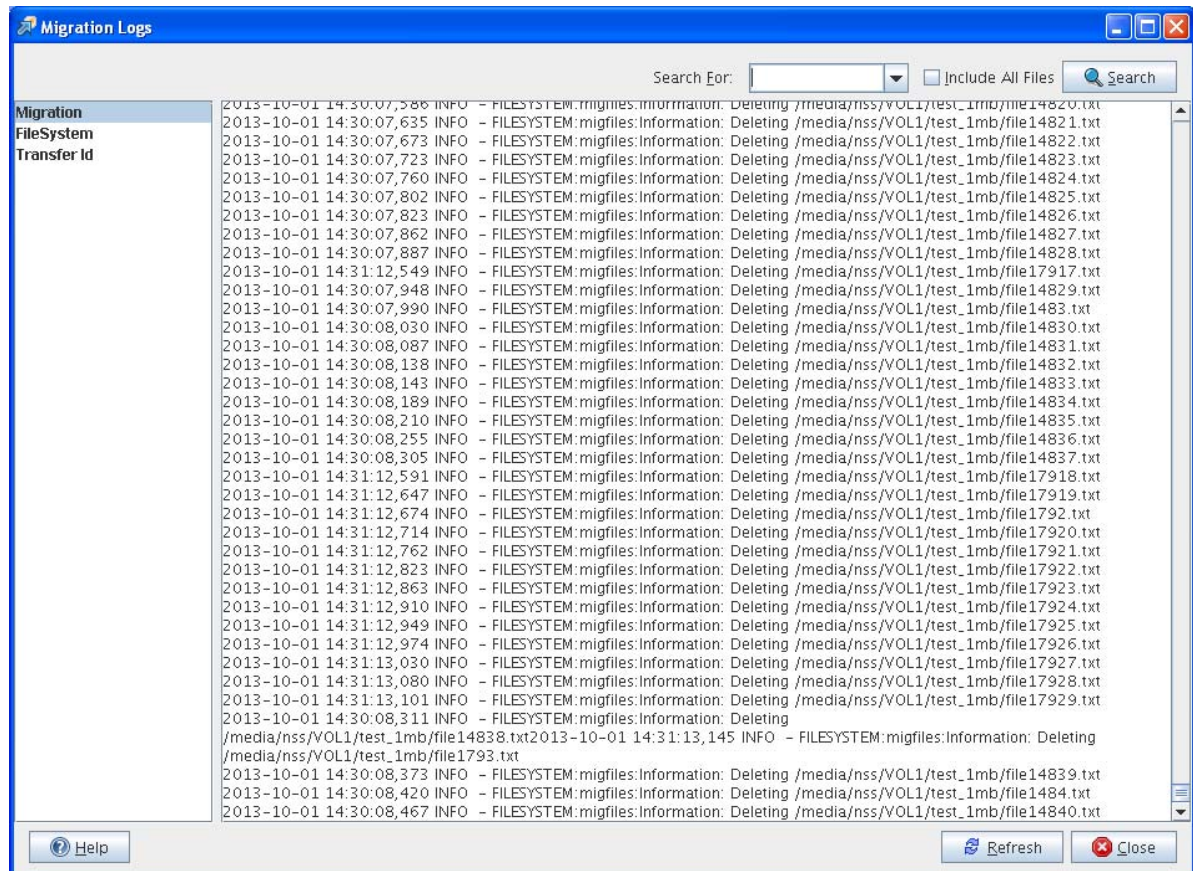 Migration Logs
Search For:
Include All Files
Search
Migration
FileSystem
Transfer Id
2013-10-01 14:30:07,586 INFO - FILESYSTEM:migfiles:Information: Deleting /media/nss/VOL1/test_1mb/file14820.txt
2013-10-01 14:30:07,635 INFO - FILESYSTEM:migfiles:Information: Deleting /media/nss/VOL1/test_1mb/file14821.txt
2013-10-01 14:30:07,673 INFO - FILESYSTEM:migfiles:Information: Deleting /media/nss/VOL1/test_1mb/file14822.txt
2013-10-01 14:30:07,723 INFO - FILESYSTEM:migfiles:Information: Deleting /media/nss/VOL1/test_1mb/file14823.txt
2013-10-01 14:30:07,760 INFO - FILESYSTEM:migfiles:Information: Deleting /media/nss/VOL1/test_1mb/file14824.txt
2013-10-01 14:30:07,802 INFO - FILESYSTEM:migfiles:Information: Deleting /media/nss/VOL1/test_1mb/file14825.txt
2013-10-01 14:30:07,823 INFO - FILESYSTEM:migfiles:Information: Deleting /media/nss/VOL1/test_1mb/file14826.txt
2013-10-01 14:30:07,862 INFO - FILESYSTEM:migfiles:Information: Deleting /media/nss/VOL1/test_1mb/file14827.txt
2013-10-01 14:30:07,887 INFO - FILESYSTEM:migfiles:Information: Deleting /media/nss/VOL1/test_1mb/file14828.txt
2013-10-01 14:31:12,549 INFO - FILESYSTEM:migfiles:Information: Deleting /media/nss/VOL1/test_1mb/file17917.txt
2013-10-01 14:30:07,948 INFO - FILESYSTEM:migfiles:Information: Deleting /media/nss/VOL1/test_1mb/file14829.txt
2013-10-01 14:30:07,990 INFO - FILESYSTEM:migfiles:Information: Deleting /media/nss/VOL1/test_1mb/file1483.txt
2013-10-01 14:30:08,030 INFO - FILESYSTEM:migfiles:Information: Deleting /media/nss/VOL1/test_1mb/file14830.txt
2013-10-01 14:30:08,087 INFO - FILESYSTEM:migfiles:Information: Deleting /media/nss/VOL1/test_1mb/file14831.txt
2013-10-01 14:30:08,138 INFO - FILESYSTEM:migfiles:Information: Deleting /media/nss/VOL1/test_1mb/file14832.txt
2013-10-01 14:30:08,143 INFO - FILESYSTEM:migfiles:Information: Deleting /media/nss/VOL1/test_1mb/file14833.txt
2013-10-01 14:30:08,189 INFO - FILESYSTEM:migfiles:Information: Deleting /media/nss/VOL1/test_1mb/file14834.txt
2013-10-01 14:30:08,210 INFO - FILESYSTEM:migfiles:Information: Deleting /media/nss/VOL1/test_1mb/file14835.txt
2013-10-01 14:30:08,255 INFO - FILESYSTEM:migfiles:Information: Deleting /media/nss/VOL1/test_1mb/file14836.txt
2013-10-01 14:30:08,305 INFO - FILESYSTEM:migfiles:Information: Deleting /media/nss/VOL1/test_1mb/file14837.txt
2013-10-01 14:31:12,591 INFO - FILESYSTEM:migfiles:Information: Deleting /media/nss/VOL1/test_1mb/file17918.txt
2013-10-01 14:31:12,647 INFO - FILESYSTEM:migfiles:Information: Deleting /media/nss/VOL1/test_1mb/file17919.txt
2013-10-01 14:31:12,674 INFO - FILESYSTEM:migfiles:Information: Deleting /media/nss/VOL1/test_1mb/file1792.txt
2013-10-01 14:31:12,714 INFO - FILESYSTEM:migfiles:Information: Deleting /media/nss/VOL1/test_1mb/file17920.txt
2013-10-01 14:31:12,762 INFO - FILESYSTEM:migfiles:Information: Deleting /media/nss/VOL1/test_1mb/file17921.txt
2013-10-01 14:31:12,823 INFO - FILESYSTEM:migfiles:Information: Deleting /media/nss/VOL1/test_1mb/file17922.txt
2013-10-01 14:31:12,863 INFO - FILESYSTEM:migfiles:Information: Deleting /media/nss/VOL1/test_1mb/file17923.txt
2013-10-01 14:31:12,910 INFO - FILESYSTEM:migfiles:Information: Deleting /media/nss/VOL1/test_1mb/file17924.txt
2013-10-01 14:31:12,949 INFO - FILESYSTEM:migfiles:Information: Deleting /media/nss/VOL1/test_1mb/file17925.txt
2013-10-01 14:31:12,974 INFO - FILESYSTEM:migfiles:Information: Deleting /media/nss/VOL1/test_1mb/file17926.txt
2013-10-01 14:31:13,030 INFO - FILESYSTEM:migfiles:Information: Deleting /media/nss/VOL1/test_1mb/file17927.txt
2013-10-01 14:31:13,080 INFO - FILESYSTEM:migfiles:Information: Deleting /media/nss/VOL1/test_1mb/file17928.txt
2013-10-01 14:31:13,101 INFO - FILESYSTEM:migfiles:Information: Deleting /media/nss/VOL1/test_1mb/file17929.txt
2013-10-01 14:30:08,311 INFO - FILESYSTEM:migfiles:Information: Deleting
/media/nss/VOL1/test_1mb/file14838.txt2013-10-01 14:31:13,145 INFO - FILESYSTEM:migfiles:Information: Deleting
/media/nss/VOL1/test_1mb/file1793.txt
2013-10-01 14:30:08,373 INFO - FILESYSTEM:migfiles:Information: Deleting /media/nss/VOL1/test_1mb/file14839.txt
2013-10-01 14:30:08,420 INFO - FILESYSTEM:migfiles:Information: Deleting /media/nss/VOL1/test_1mb/file1484.txt
2013-10-01 14:30:08,467 INFO - FILESYSTEM:migfiles:Information: Deleting /media/nss/VOL1/test_1mb/file14840.txt
Help
Refresh
Close